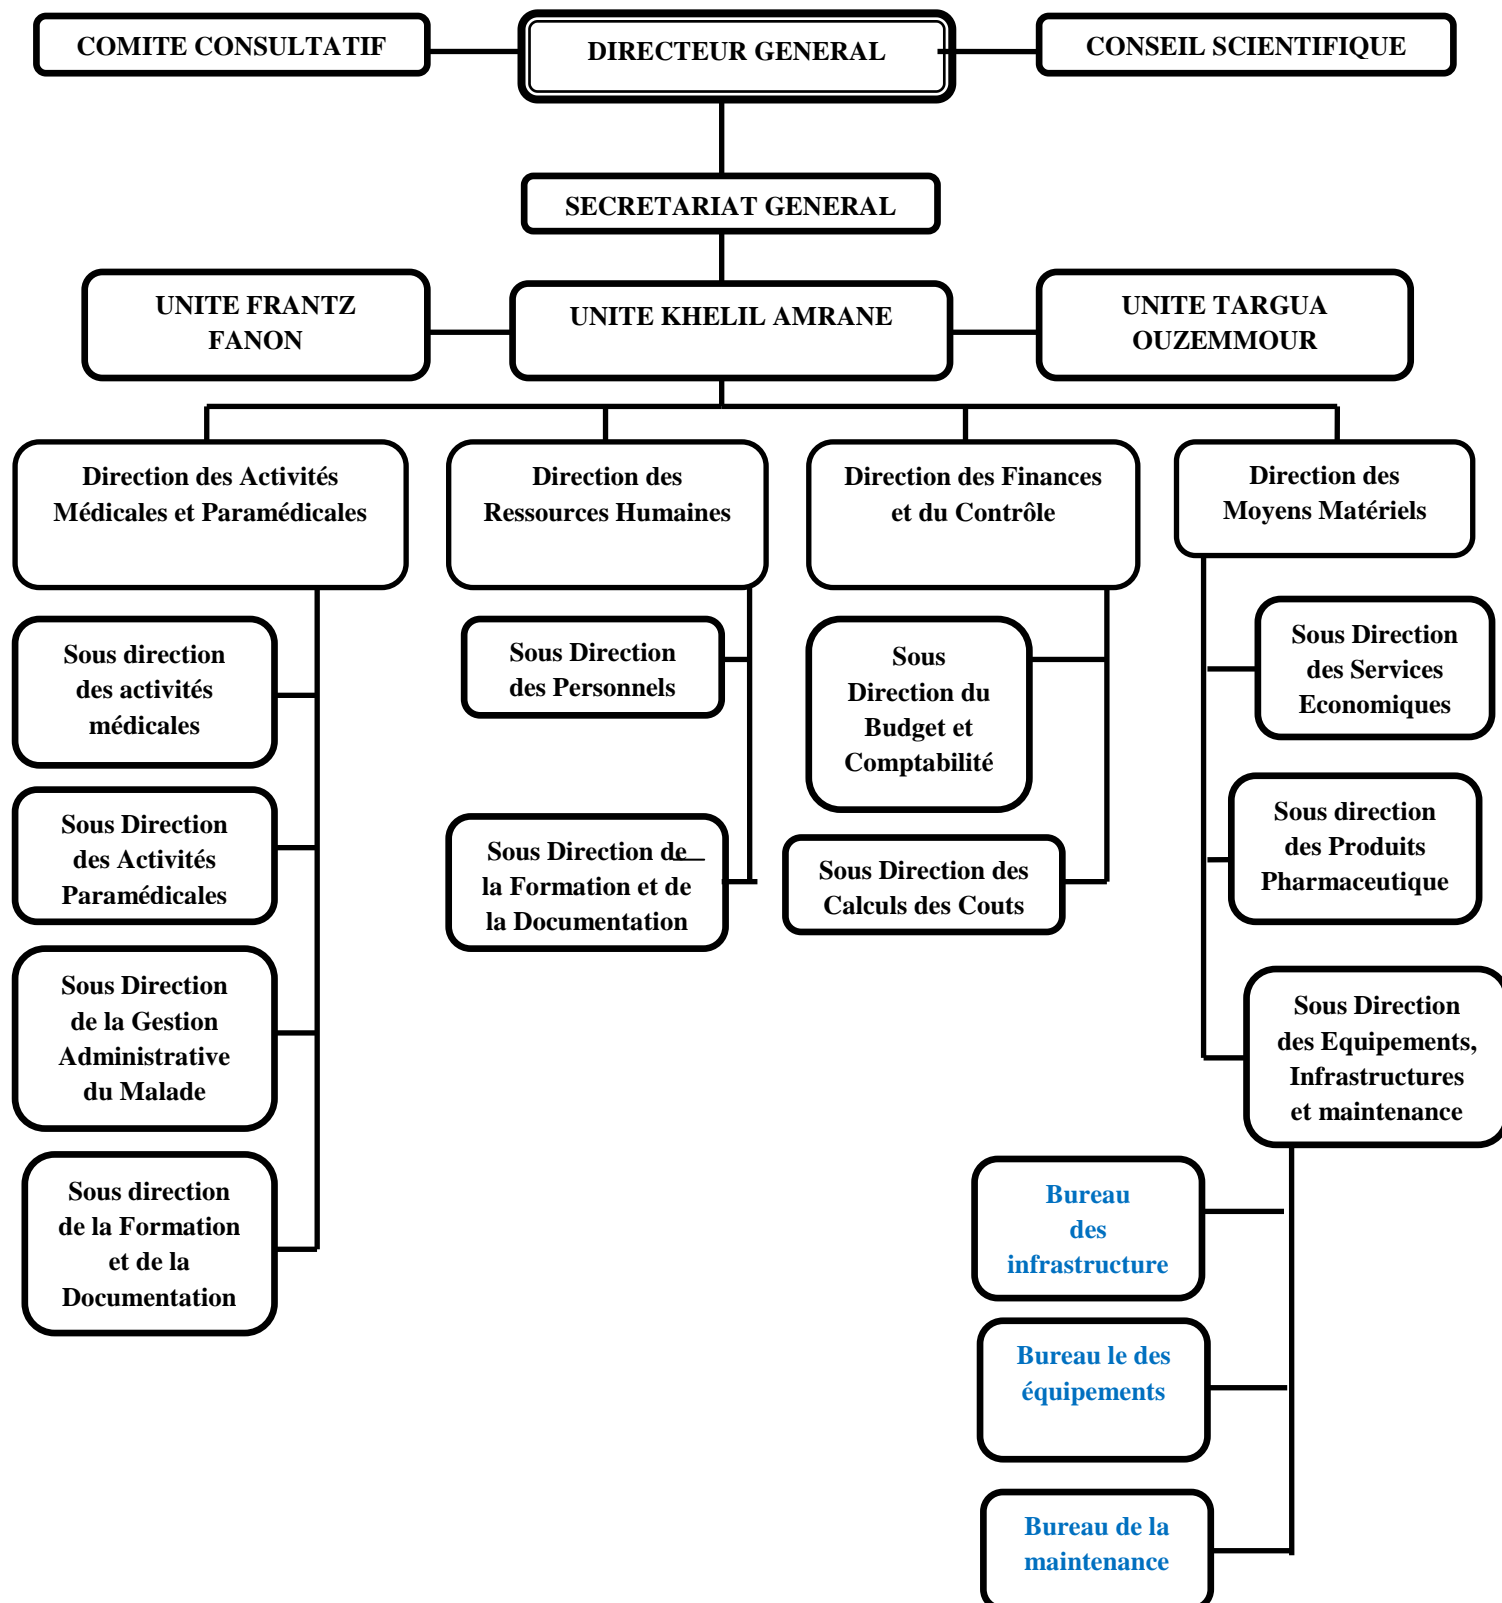 COMITE CONSULTATIF
DIRECTEUR GENERAL
CONSEIL SCIENTIFIQUE
SECRETARIAT GENERAL
UNITE FRANTZ
FANON
UNITE KHELIL AMRANE
UNITE TARGUA
OUZEMMOUR
Direction des Activités
Médicales et Paramédicales
Direction des
Ressources Humaines
Direction des Finances
et du Contrôle
Direction des
Moyens Matériels
Sous direction
des activités
médicales
Sous Direction
des Activités
Paramédicales
Sous Direction
de la Gestion
Administrative
du Malade
Sous direction
de la Formation
et de la
Documentation
Sous Direction
des Personnels
Sous Direction de
la Formation et de
la Documentation
Sous
Direction du
Budget et
Comptabilité
Sous Direction des
Calculs des Couts
Sous Direction
des Services
Economiques
Sous direction
des Produits
Pharmaceutique
Sous Direction
des Equipements,
Infrastructures
et maintenance
Bureau
des
infrastructure
Bureau le des
équipements
Bureau de la
maintenance